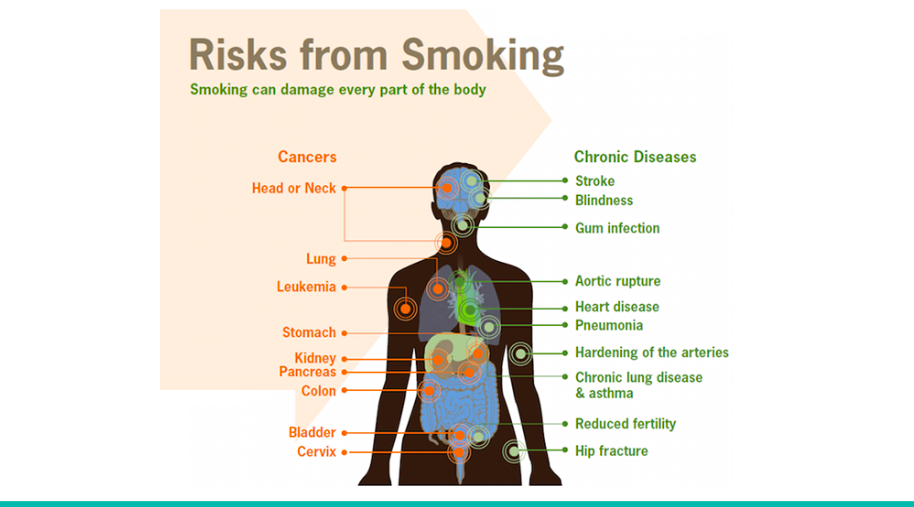 Risks from Smoking
Smoking can damage every part of the body
Cancers
Head or Neck
Lung
Leukemia
Stomach
Kidney
Pancreas
Colon
Bladder
Cervix
Chronic Diseases
Stroke
Blindness
Gum infection
Aortic rupture
Heart disease
Pneumonia
Hardening of the arteries
Chronic lung disease
& asthma
Reduced fertility
Hip fracture